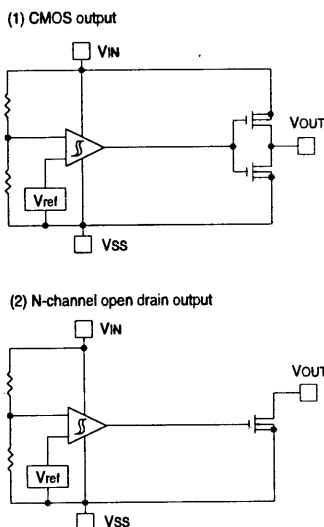 (1) CMOS output
VIN
VOUT
Vref
VSS
(2) N-channel open drain output
VIN
VOUT
Vref
VSS